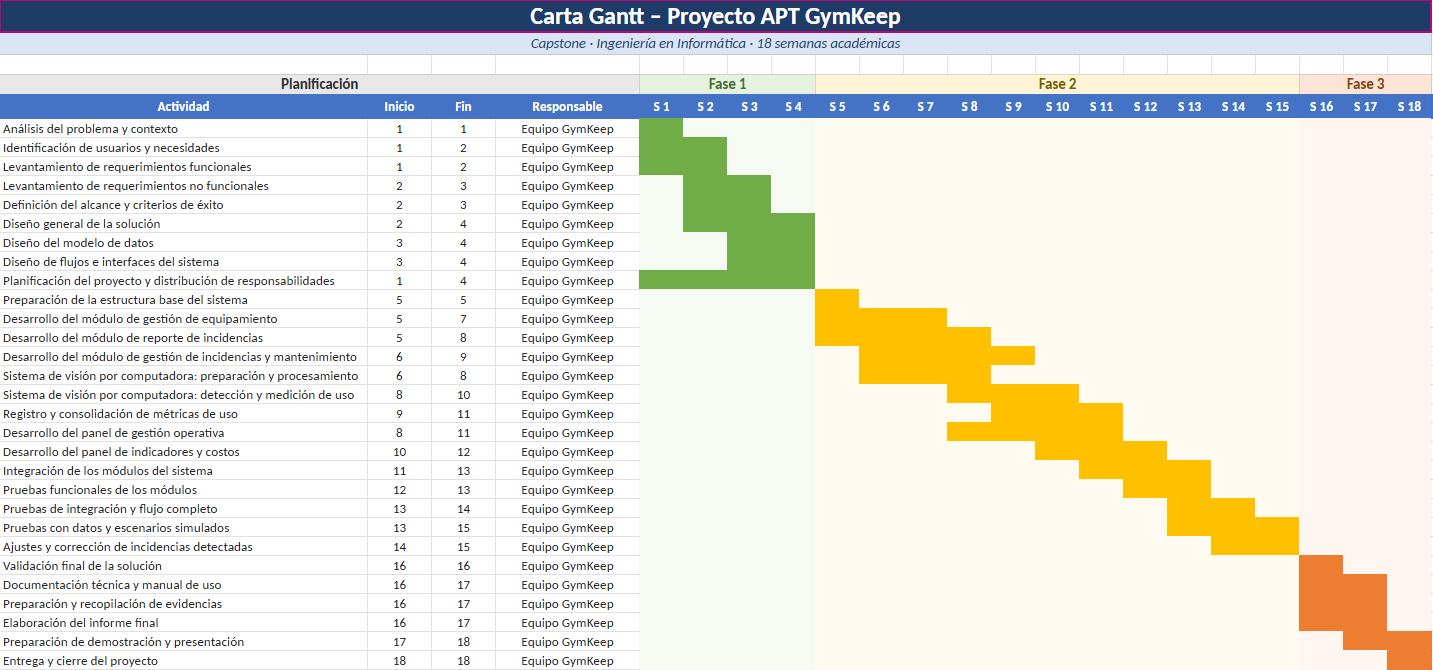 Carta Gantt – Proyecto APT GymKeep
Capstone · Ingeniería en Informática · 18 semanas académicas
Planificación Fase 1 Fase 2 Fase 3
Actividad Inicio Fin Responsable S 1 S 2 S 3 S 4 S 5 S 6 S 7 S 8 S 9 S 10 S 11 S 12 S 13 S 14 S 15 S 16 S 17 S 18
Análisis del problema y contexto 1 1 Equipo GymKeep
Identificación de usuarios y necesidades 1 2 Equipo GymKeep
Levantamiento de requerimientos funcionales 1 2 Equipo GymKeep
Levantamiento de requerimientos no funcionales 2 3 Equipo GymKeep
Definición del alcance y criterios de éxito 2 3 Equipo GymKeep
Diseño general de la solución 2 4 Equipo GymKeep
Diseño del modelo de datos 3 4 Equipo GymKeep
Diseño de flujos e interfaces del sistema 3 4 Equipo GymKeep
Planificación del proyecto y distribución de responsabilidades 1 4 Equipo GymKeep
Preparación de la estructura base del sistema 5 5 Equipo GymKeep
Desarrollo del módulo de gestión de equipamiento 5 7 Equipo GymKeep
Desarrollo del módulo de reporte de incidencias 5 8 Equipo GymKeep
Desarrollo del módulo de gestión de incidencias y mantenimiento 6 9 Equipo GymKeep
Sistema de visión por computadora: preparación y procesamiento 6 8 Equipo GymKeep
Sistema de visión por computadora: detección y medición de uso 8 10 Equipo GymKeep
Registro y consolidación de métricas de uso 9 11 Equipo GymKeep
Desarrollo del panel de gestión operativa 8 11 Equipo GymKeep
Desarrollo del panel de indicadores y costos 10 12 Equipo GymKeep
Integración de los módulos del sistema 11 13 Equipo GymKeep
Pruebas funcionales de los módulos 12 13 Equipo GymKeep
Pruebas de integración y flujo completo 13 14 Equipo GymKeep
Pruebas con datos y escenarios simulados 13 15 Equipo GymKeep
Ajustes y corrección de incidencias detectadas 14 15 Equipo GymKeep
Validación final de la solución 16 16 Equipo GymKeep
Documentación técnica y manual de uso 16 17 Equipo GymKeep
Preparación y recopilación de evidencias 16 17 Equipo GymKeep
Elaboración del informe final 16 17 Equipo GymKeep
Preparación de demostración y presentación 17 18 Equipo GymKeep
Entrega y cierre del proyecto 18 18 Equipo GymKeep